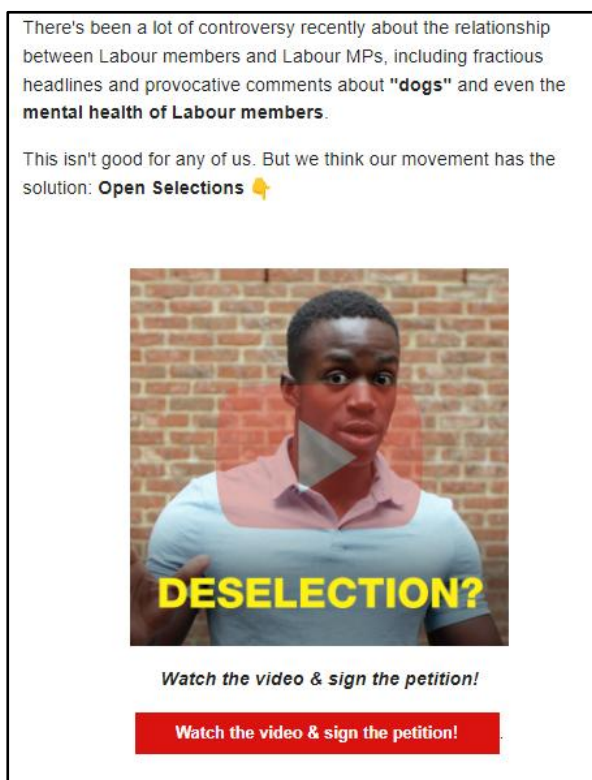 There's been a lot of controversy recently about the relationship
between Labour members and Labour MPs, including fractious
headlines and provocative comments about "dogs" and even the
mental health of Labour members.
This isn't good for any of us. But we think our movement has the
solution: Open Selections 👇
DESELECTION?
Watch the video & sign the petition!
Watch the video & sign the petition!.